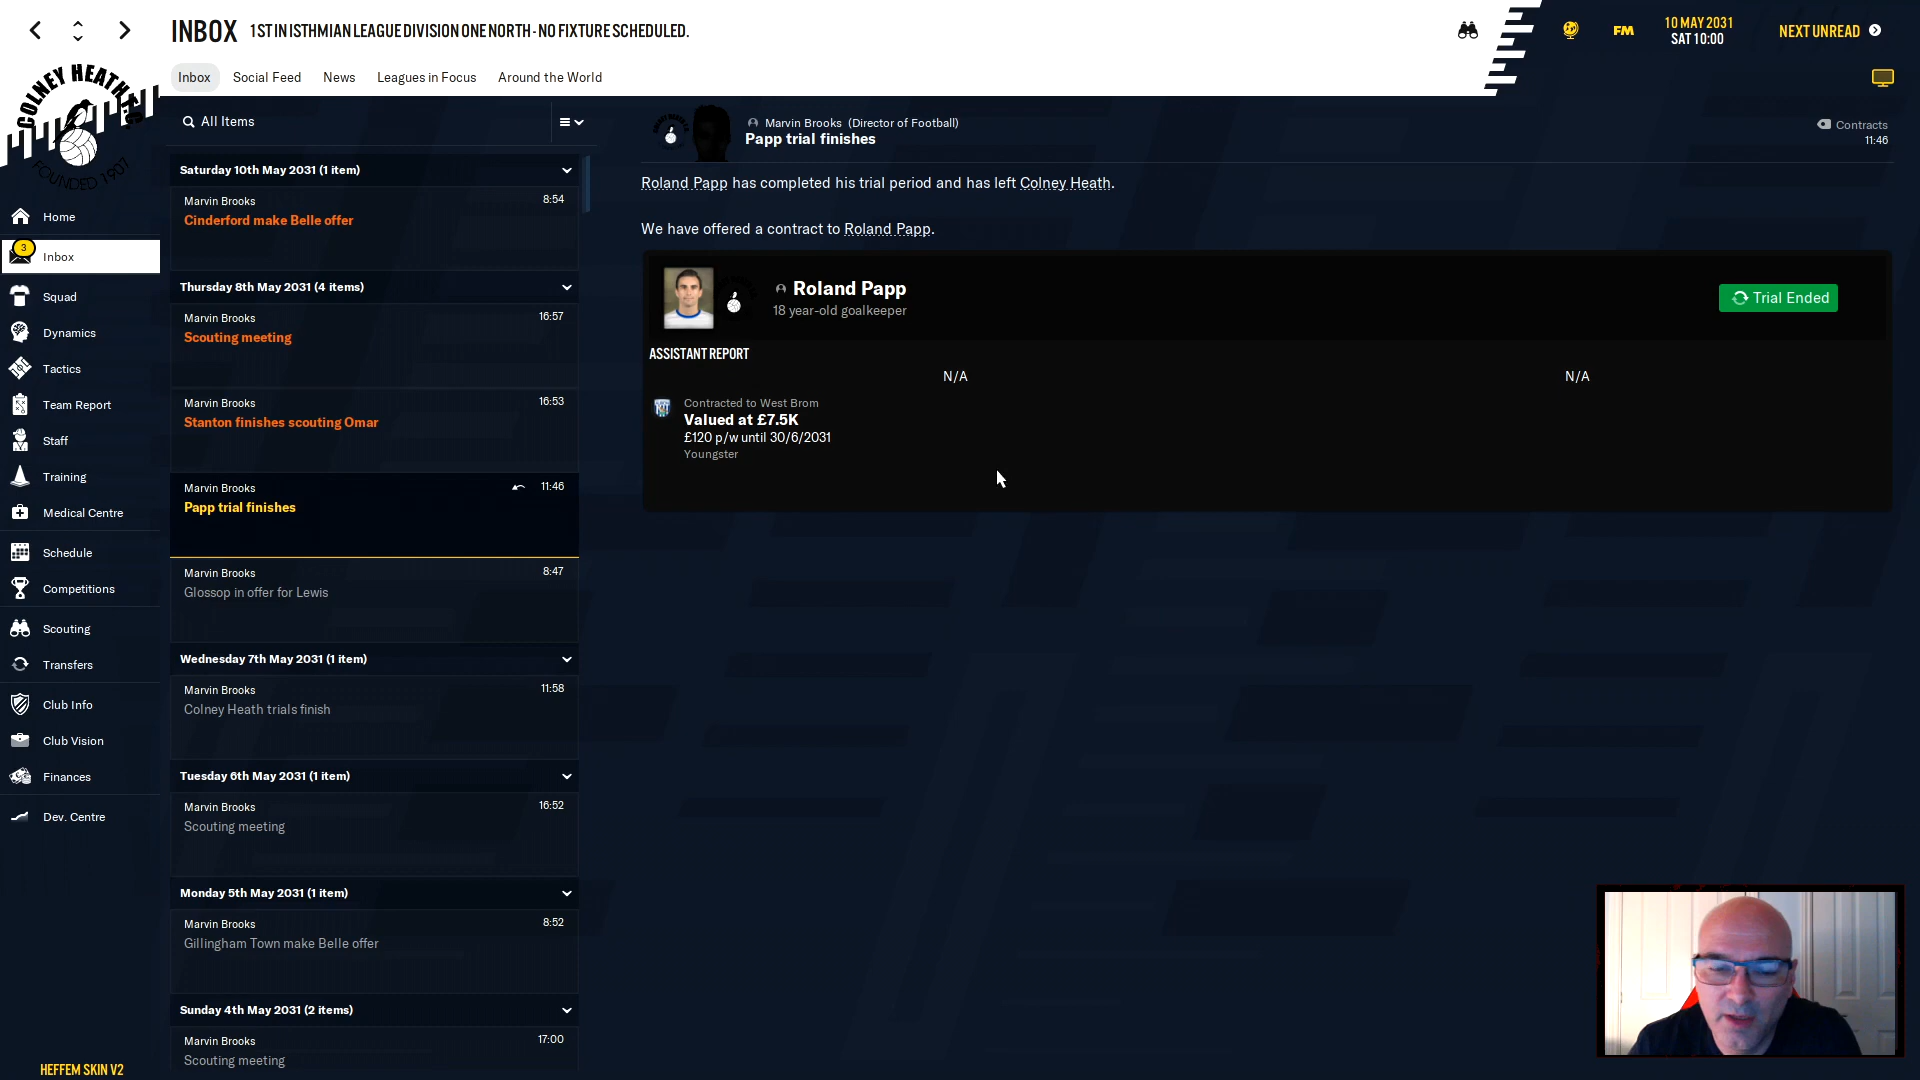 INBOX
1ST IN ISTHMIAN LEAGUE DIVISION ONE NORTH - NO FIXTURE SCHEDULED.
FM
10 MAY 2031
SAT 10:00
NEXT UNREAD
Inbox
Social Feed
News
Leagues in Focus
Around the World
COLNEY HEATH F.C.
FOUNDED 1907
Home
3
Inbox
Squad
Dynamics
Tactics
Team Report
Staff
Training
Medical Centre
Schedule
Competitions
Scouting
Transfers
Club Info
Club Vision
Finances
Dev. Centre
HEFFEM SKIN V2
All Items
Saturday 10th May 2031 (1 item)
Marvin Brooks
8:54
Cinderford make Belle offer
Thursday 8th May 2031 (4 items)
Marvin Brooks
16:57
Scouting meeting
Marvin Brooks
16:53
Stanton finishes scouting Omar
Marvin Brooks
11:46
Papp trial finishes
Marvin Brooks
8:47
Glossop in offer for Lewis
Wednesday 7th May 2031 (1 item)
Marvin Brooks
11:58
Colney Heath trials finish
Tuesday 6th May 2031 (1 item)
Marvin Brooks
16:52
Scouting meeting
Monday 5th May 2031 (1 item)
Marvin Brooks
8:52
Gillingham Town make Belle offer
Sunday 4th May 2031 (2 items)
Marvin Brooks
17:00
Scouting meeting
Marvin Brooks (Director of Football)
Papp trial finishes
Contracts
11:46
Roland Papp has completed his trial period and has left Colney Heath.
We have offered a contract to Roland Papp.
Roland Papp
18 year-old goalkeeper
Trial Ended
ASSISTANT REPORT
N/A
N/A
Contracted to West Brom
Valued at £7.5K
£120 p/w until 30/6/2031
Youngster